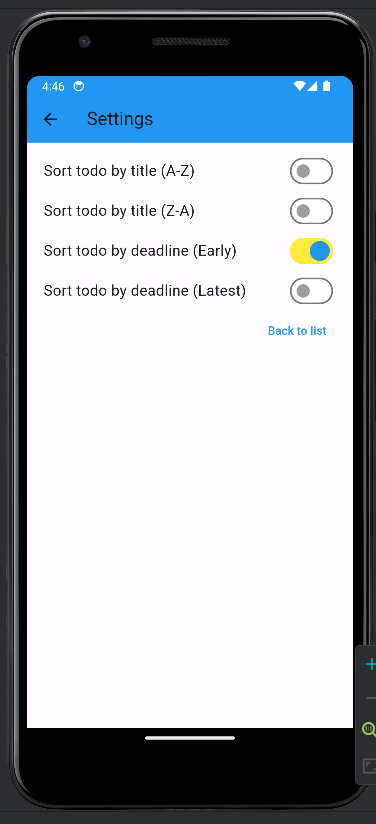 4:46
Settings
Sort todo by title (A-Z)
Sort todo by title (Z-A)
Sort todo by deadline (Early)
Sort todo by deadline (Latest)
Back to list